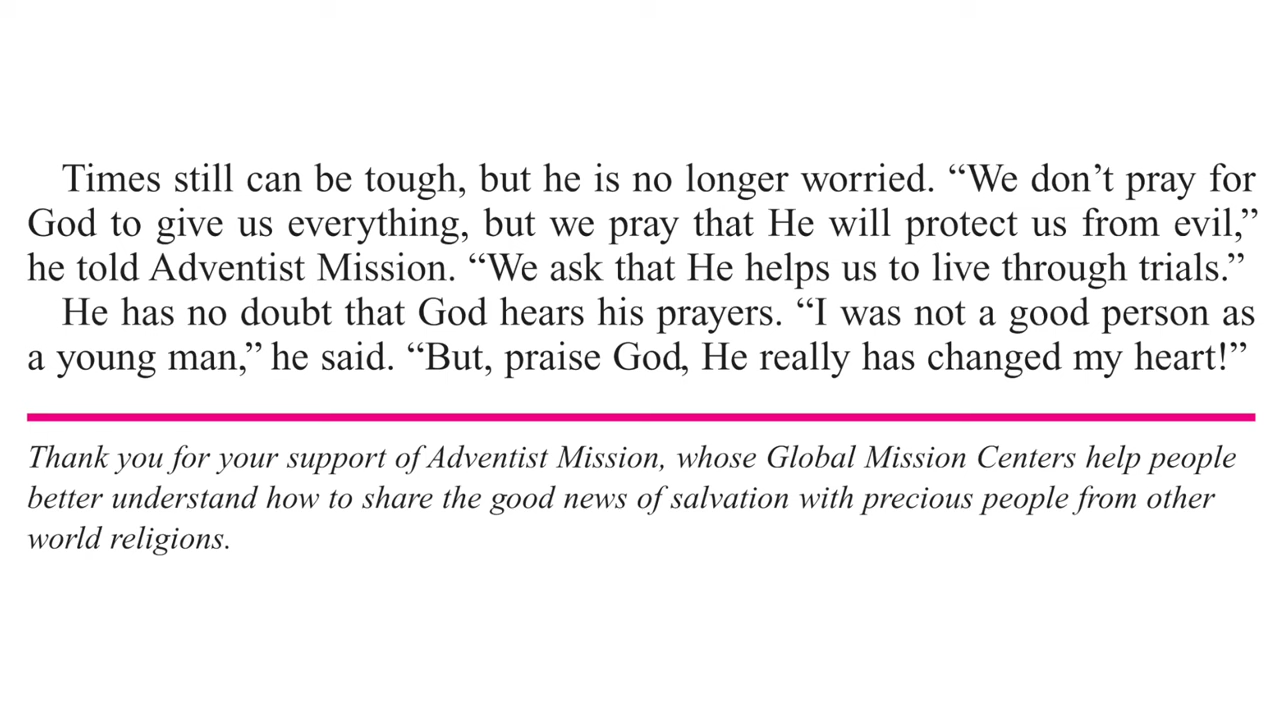 Times still can be tough, but he is no longer worried. “We don’t pray for
God to give us everything, but we pray that He will protect us from evil,”
he told Adventist Mission. “We ask that He helps us to live through trials.”
He has no doubt that God hears his prayers. “I was not a good person as
a young man,” he said. “But, praise God, He really has changed my heart!”
Thank you for your support of Adventist Mission, whose Global Mission Centers help people
better understand how to share the good news of salvation with precious people from other
world religions.